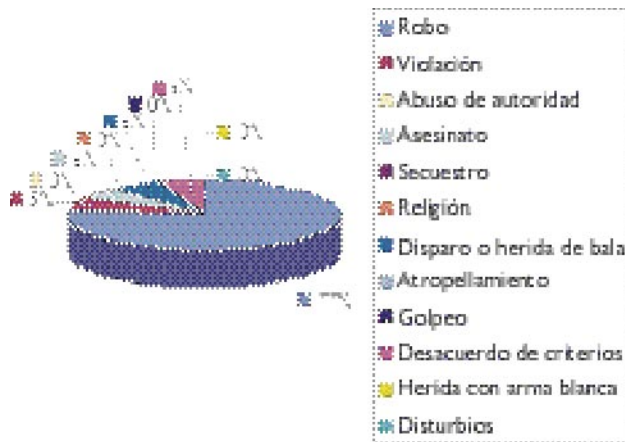 Robo
Violación
Abuso de autoridad
Asesinato
Secuestro
Religión
Disparo o herida de bala
Atropellamiento
Golpeo
Desacuerdo de criterios
Herida con arma blanca
Disturbios
0%